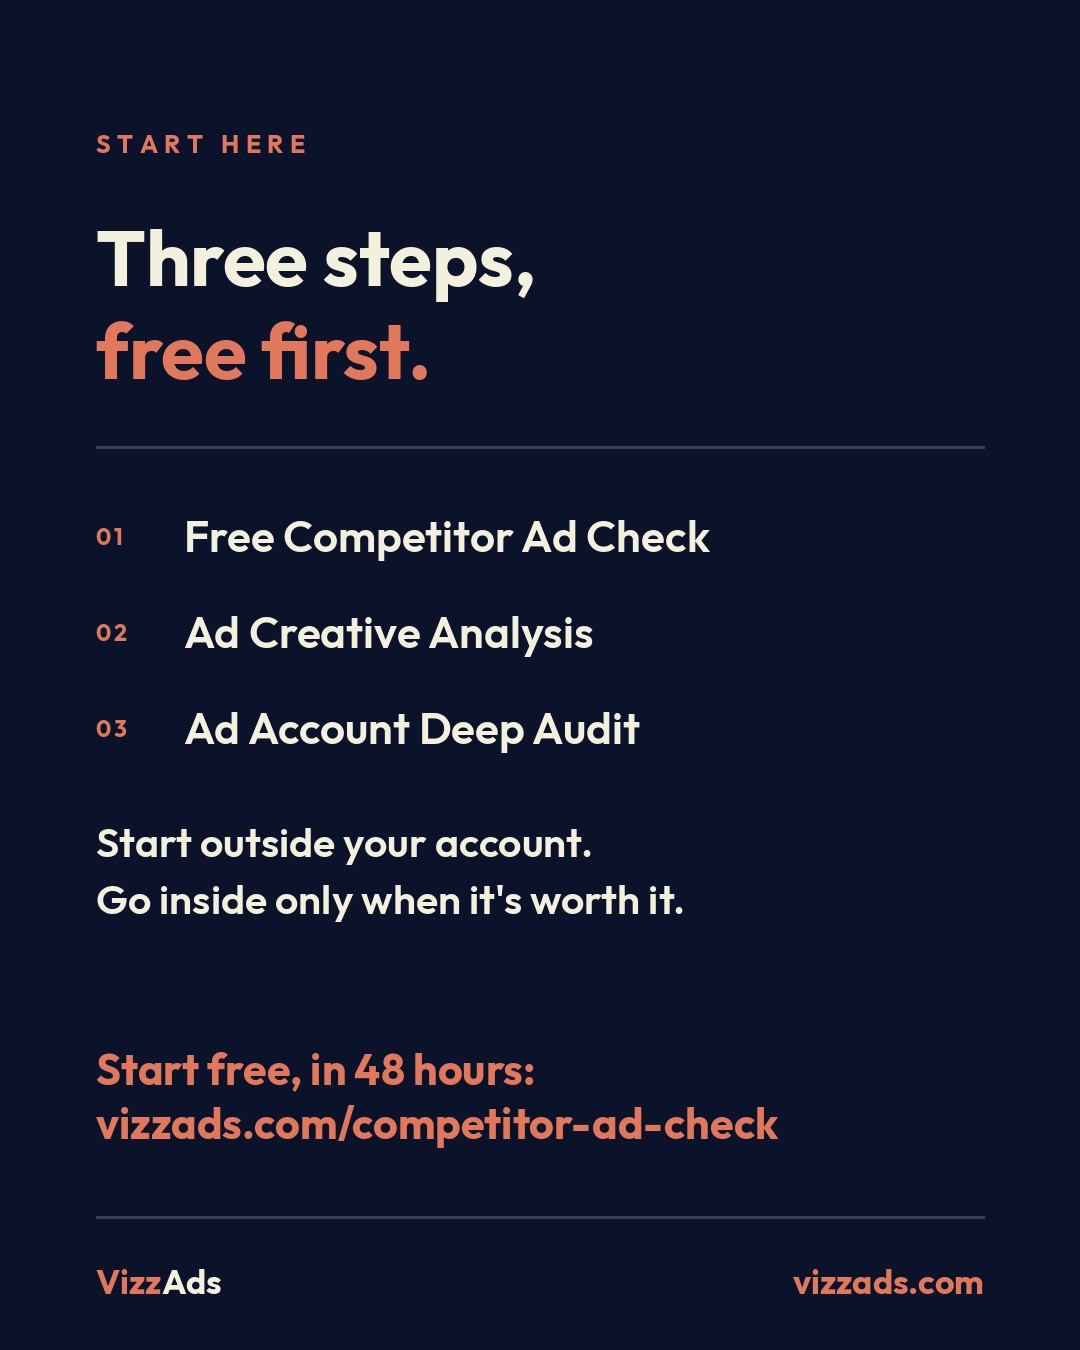 START HERE
Three steps,
free first.
01 Free Competitor Ad Check
02 Ad Creative Analysis
03 Ad Account Deep Audit
Start outside your account.
Go inside only when it's worth it.
Start free, in 48 hours:
vizzads.com/competitor-ad-check
VizzAds vizzads.com